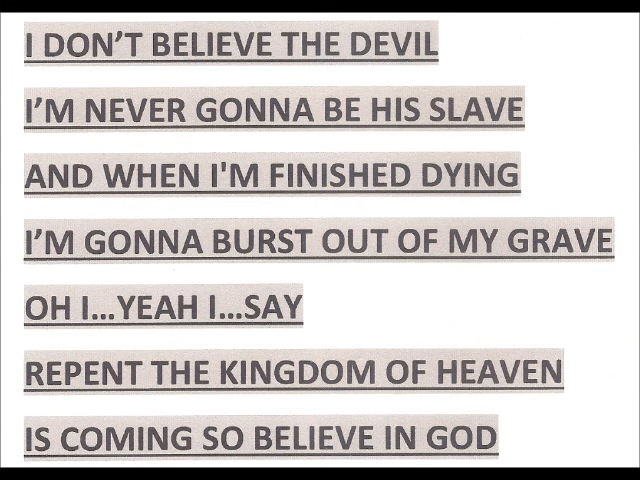 I DON’T BELIEVE THE DEVIL
I’M NEVER GONNA BE HIS SLAVE
AND WHEN I'M FINISHED DYING
I’M GONNA BURST OUT OF MY GRAVE
OH I...YEAH I...SAY
REPENT THE KINGDOM OF HEAVEN
IS COMING SO BELIEVE IN GOD